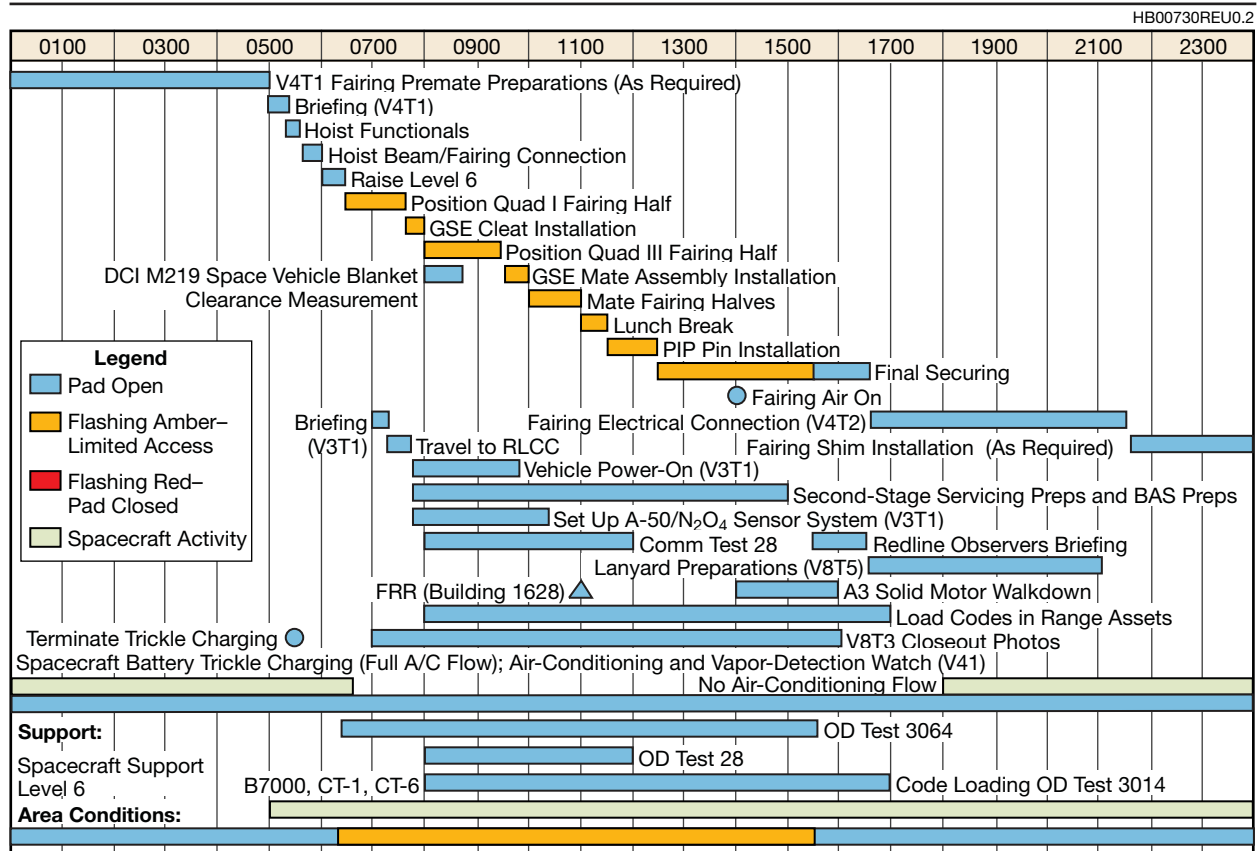 HB00730REU0.2
0100 0300 0500 0700 0900 1100 1300 1500 1700 1900 2100 2300
V4T1 Fairing Premate Preparations (As Required)
Briefing (V4T1)
Hoist Functionals
Hoist Beam/Fairing Connection
Raise Level 6
Position Quad I Fairing Half
GSE Cleat Installation
Position Quad III Fairing Half
DCI M219 Space Vehicle Blanket
Clearance Measurement
GSE Mate Assembly Installation
Mate Fairing Halves
Lunch Break
PIP Pin Installation
Final Securing
Fairing Air On
Legend
Pad Open
Flashing Amber–
Limited Access
Flashing Red–
Pad Closed
Spacecraft Activity
Briefing
(V3T1)
Fairing Electrical Connection (V4T2)
Travel to RLCC
Fairing Shim Installation (As Required)
Vehicle Power-On (V3T1)
Second-Stage Servicing Preps and BAS Preps
Set Up A-50/N₂O₄ Sensor System (V3T1)
Comm Test 28
Redline Observers Briefing
Lanyard Preparations (V8T5)
FRR (Building 1628)
A3 Solid Motor Walkdown
Load Codes in Range Assets
Terminate Trickle Charging
V8T3 Closeout Photos
Spacecraft Battery Trickle Charging (Full A/C Flow); Air-Conditioning and Vapor-Detection Watch (V41)
No Air-Conditioning Flow
Support:
OD Test 3064
Spacecraft Support
Level 6
OD Test 28
B7000, CT-1, CT-6
Code Loading OD Test 3014
Area Conditions: